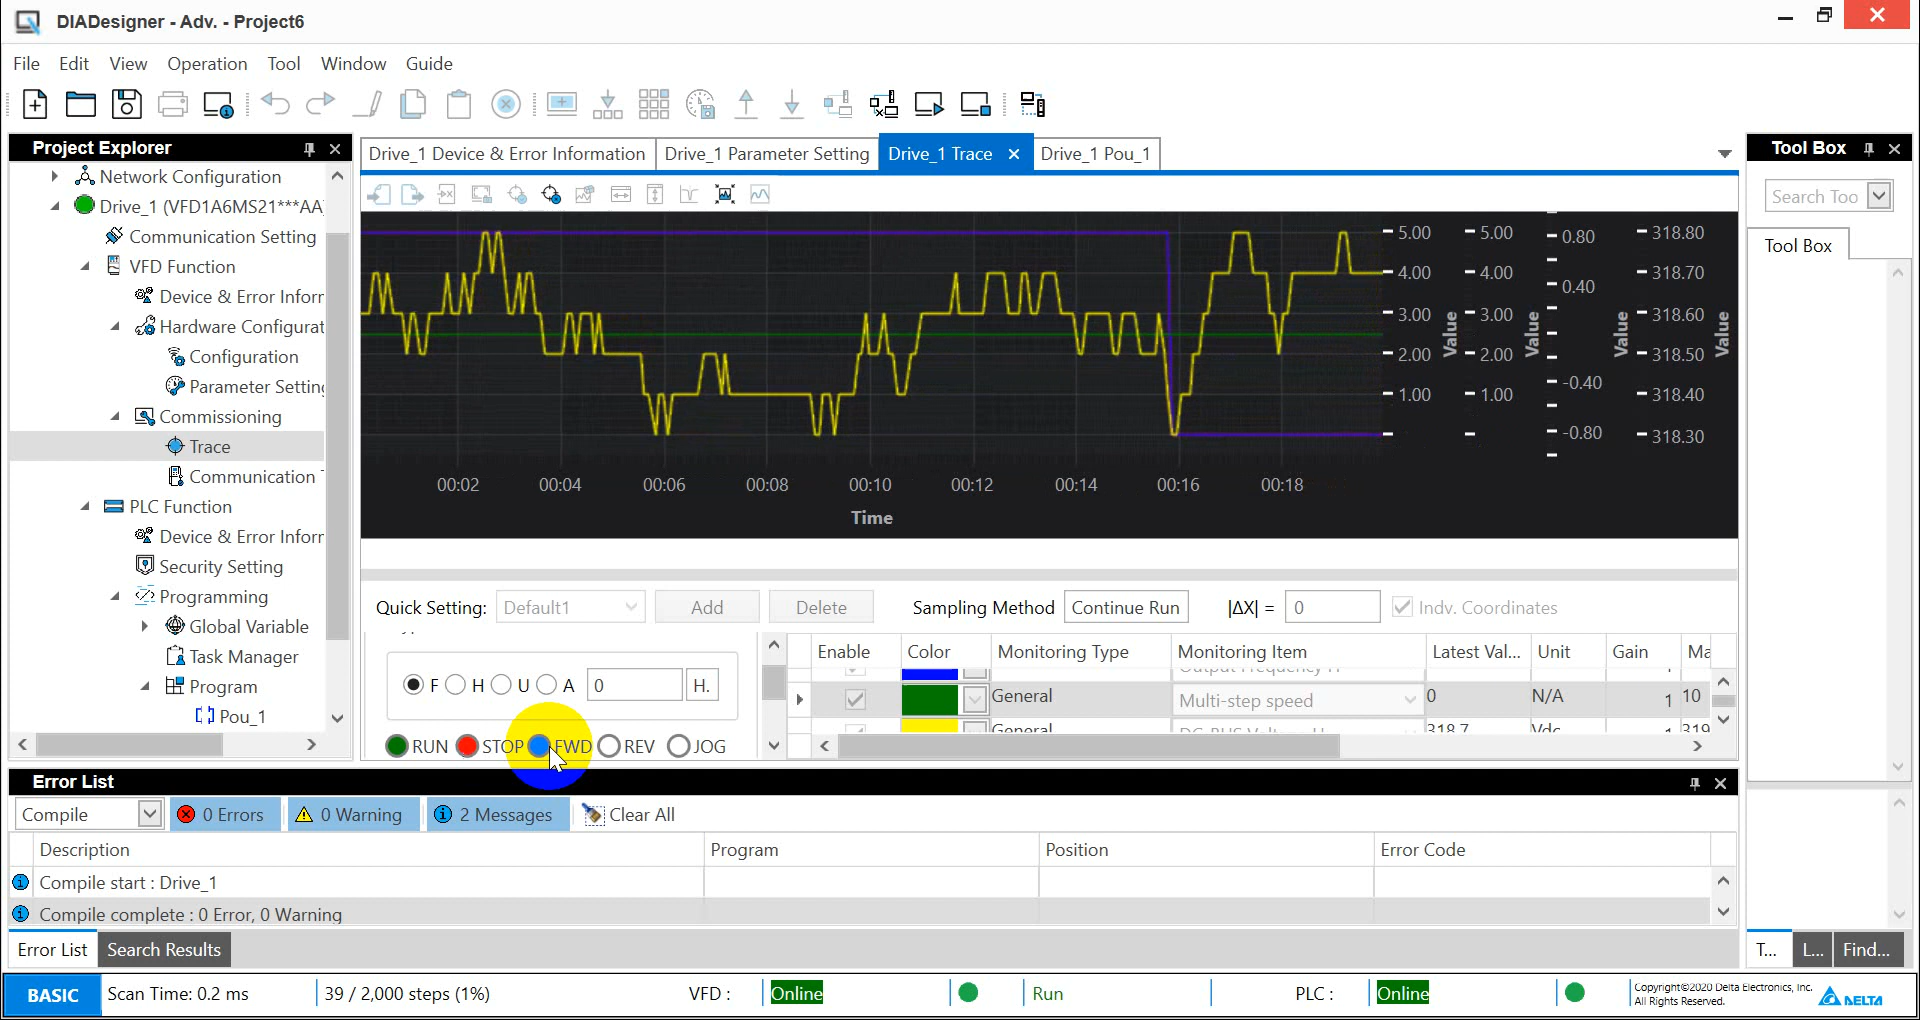 DIADesigner - Adv. - Project6
File Edit View Operation Tool Window Guide
Project Explorer
Network Configuration
Drive_1 (VFD1A6MS21***AA
Communication Setting
VFD Function
Device & Error Inforr
Hardware Configurat
Configuration
Parameter Setting
Commissioning
Trace
Communication
PLC Function
Device & Error Inforr
Security Setting
Programming
Global Variable
Task Manager
Program
Pou_1
Drive_1 Device & Error Information Drive_1 Parameter Setting Drive_1 Trace Drive_1 Pou_1
5.00 4.00 3.00 2.00 1.00
Value
5.00 4.00 3.00 2.00 1.00
Value
0.80 0.40 -0.40 -0.80
Value
318.80 318.70 318.60 318.50 318.40 318.30
Value
00:02 00:04 00:06 00:08 00:10 00:12 00:14 00:16 00:18
Time
Quick Setting: Default1 Add Delete Sampling Method Continue Run |ΔX| = 0 Indv. Coordinates
F H U A 0 H.
RUN STOP FWD REV JOG
Enable Color Monitoring Type Monitoring Item Latest Val... Unit Gain Ma
Output Frequency H
General Multi-step speed 0 N/A 1 10
General DC-BUS Voltage U 318.7 Vdc 1 319
Tool Box
Search Too
Tool Box
Error List
Compile 0 Errors 0 Warning 2 Messages Clear All
Description Program Position Error Code
Compile start : Drive_1
Compile complete : 0 Error, 0 Warning
Error List Search Results
T... L... Find...
BASIC Scan Time: 0.2 ms 39 / 2,000 steps (1%) VFD : Online Run PLC : Online
Copyright©2020 Delta Electronics, Inc.
All Rights Reserved.
DELTA